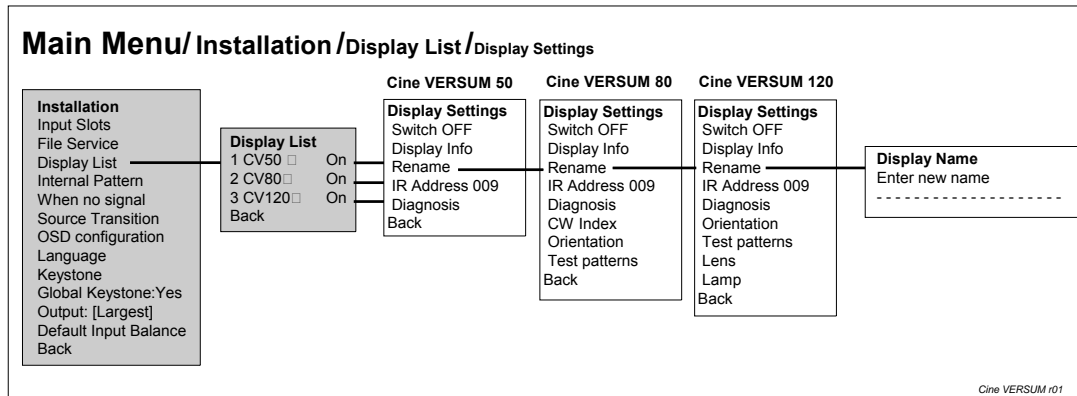 Main Menu/ Installation /Display List /Display Settings
Installation
Input Slots
File Service
Display List
Internal Pattern
When no signal
Source Transition
OSD configuration
Language
Keystone
Global Keystone:Yes
Output: [Largest]
Default Input Balance
Back
Display List
1 CV50 □ On
2 CV80□ On
3 CV120□ On
Back
Cine VERSUM 50
Display Settings
Switch OFF
Display Info
Rename
IR Address 009
Diagnosis
Back
Cine VERSUM 80
Display Settings
Switch OFF
Display Info
Rename
IR Address 009
Diagnosis
CW Index
Orientation
Test patterns
Back
Cine VERSUM 120
Display Settings
Switch OFF
Display Info
Rename
IR Address 009
Diagnosis
Orientation
Test patterns
Lens
Lamp
Back
Display Name
Enter new name
- - - - - - - - - - - - - - - - - - - -
Cine VERSUM r01